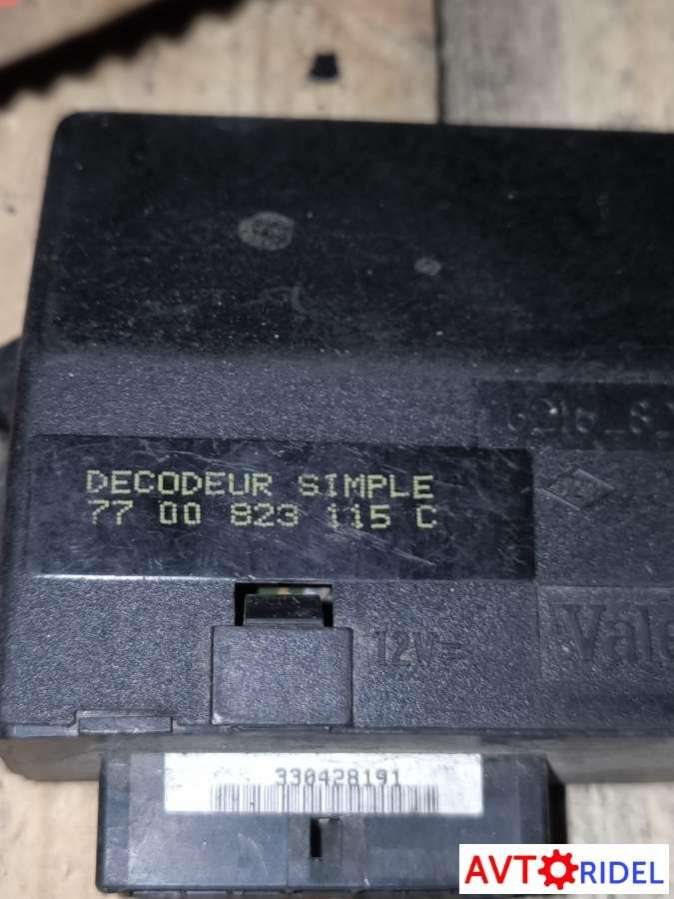 DECODEUR SIMPLE
77 00 823 115 C
12V=
330428191
AVTORIDEL